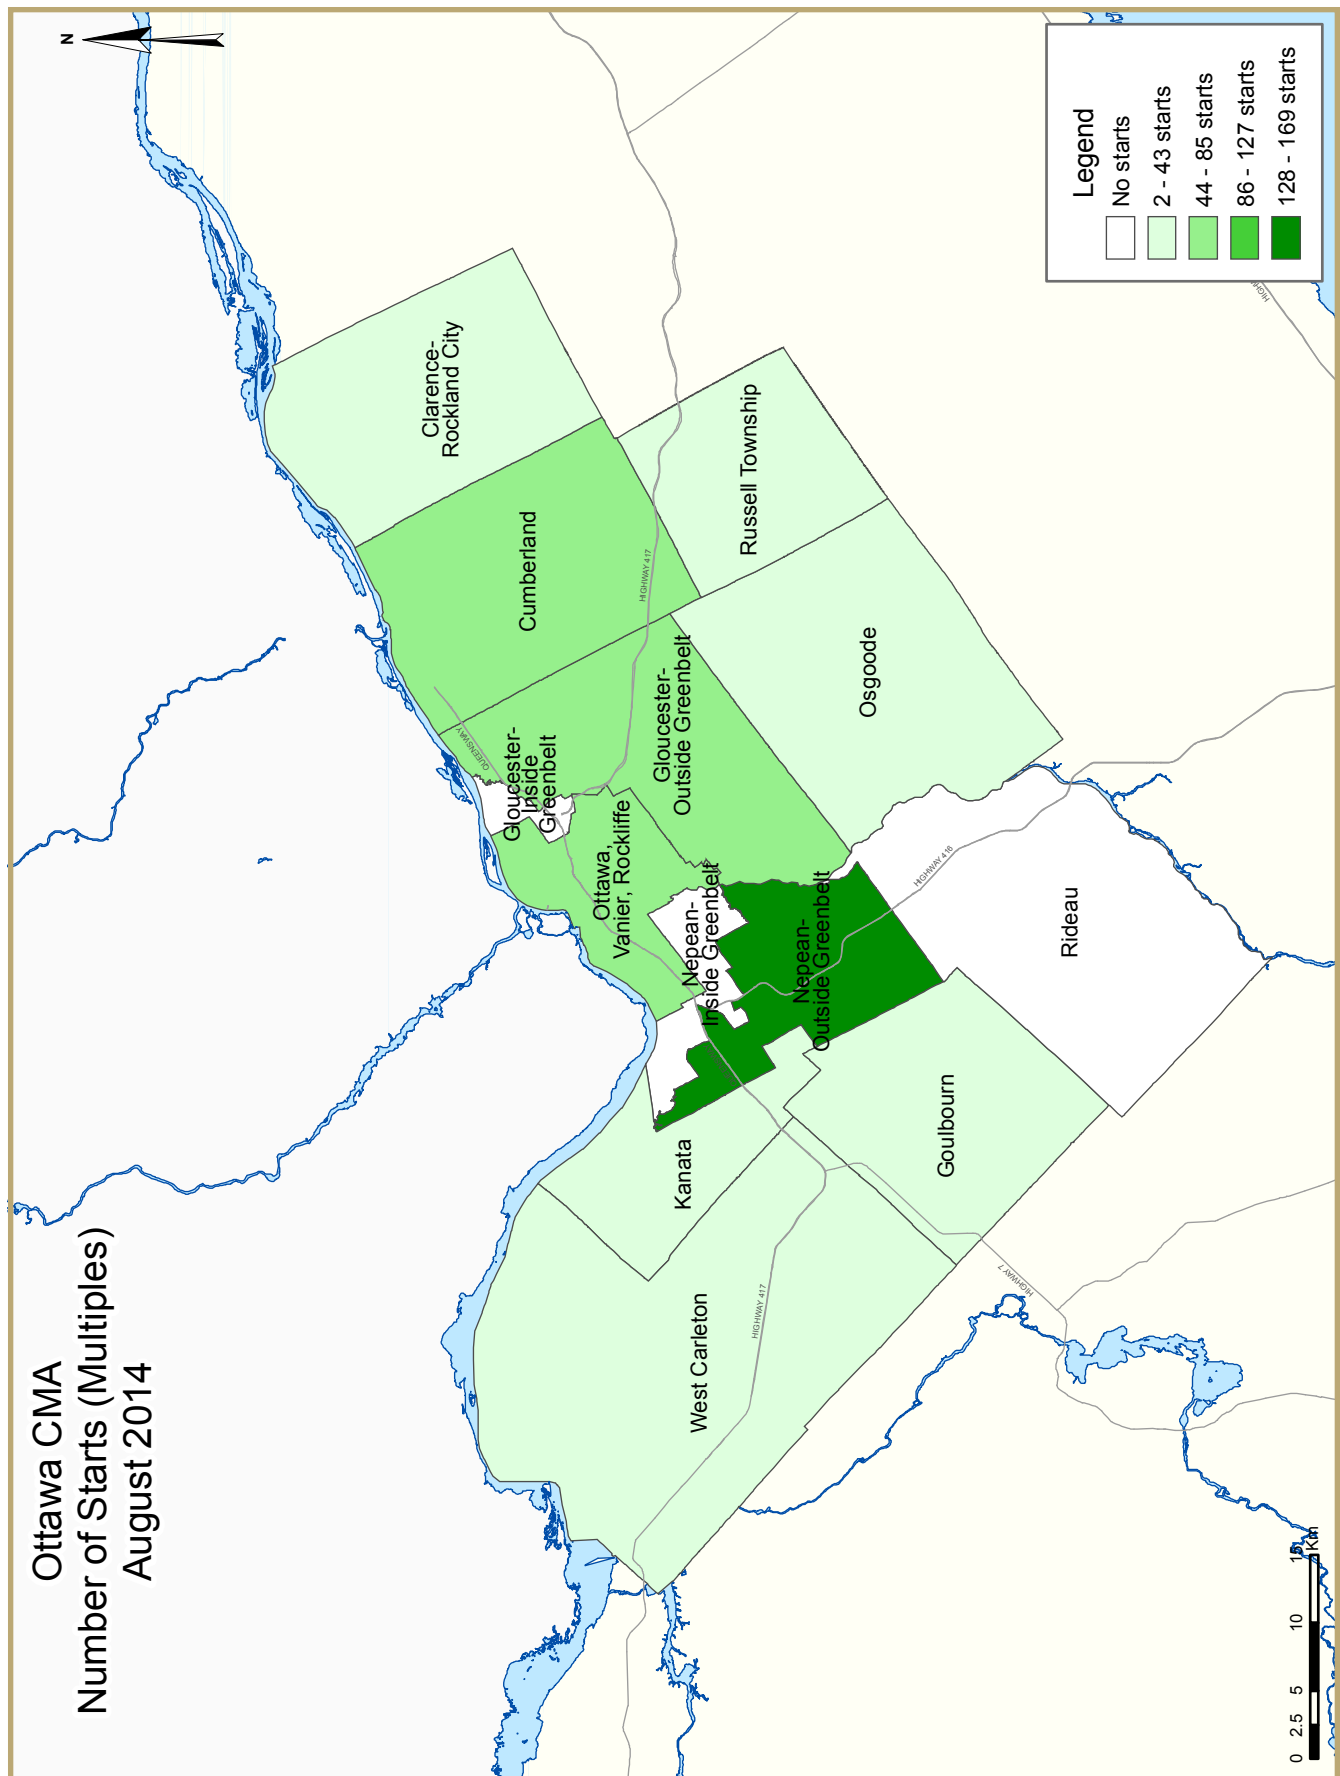 Ottawa CMA
Number of Starts (Multiples)
August 2014
N
Clarence-
Rockland City
Cumberland
Russell Township
HIGHWAY 417
QUEENSWAY
Gloucester-
Inside
Greenbelt
Gloucester-
Outside Greenbelt
Osgoode
Ottawa,
Vanier, Rockliffe
Nepean-
Inside Greenbelt
Nepean-
Outside Greenbelt
HIGHWAY 416
Rideau
Kanata
Goulbourn
West Carleton
HIGHWAY 417
HIGHWAY 7
Legend
No starts
2 - 43 starts
44 - 85 starts
86 - 127 starts
128 - 169 starts
HIGH
0 2.5 5 10 15
Km